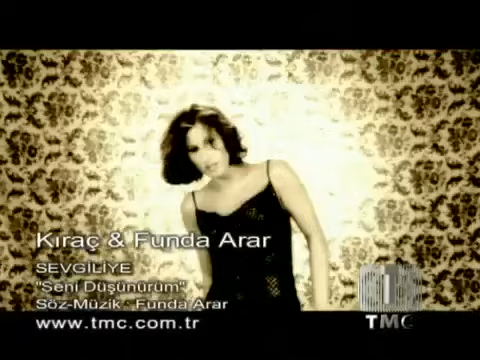 Kıraç & Funda Arar
SEVGİLİYE
"Seni Düşünürüm"
Söz-Müzik : Funda Arar
www.tmc.com.tr
TMC